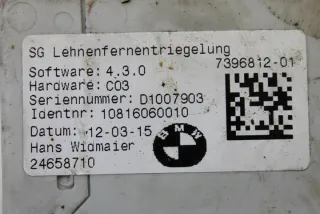 SG Lehnenfernentriegelung
7396812-01
Software: 4.3.0
Hardware: C03
Seriennummer: D1007903
Identnr: 10816060010
Datum: 12-03-15
Hans Widmaier
24658710
BMW